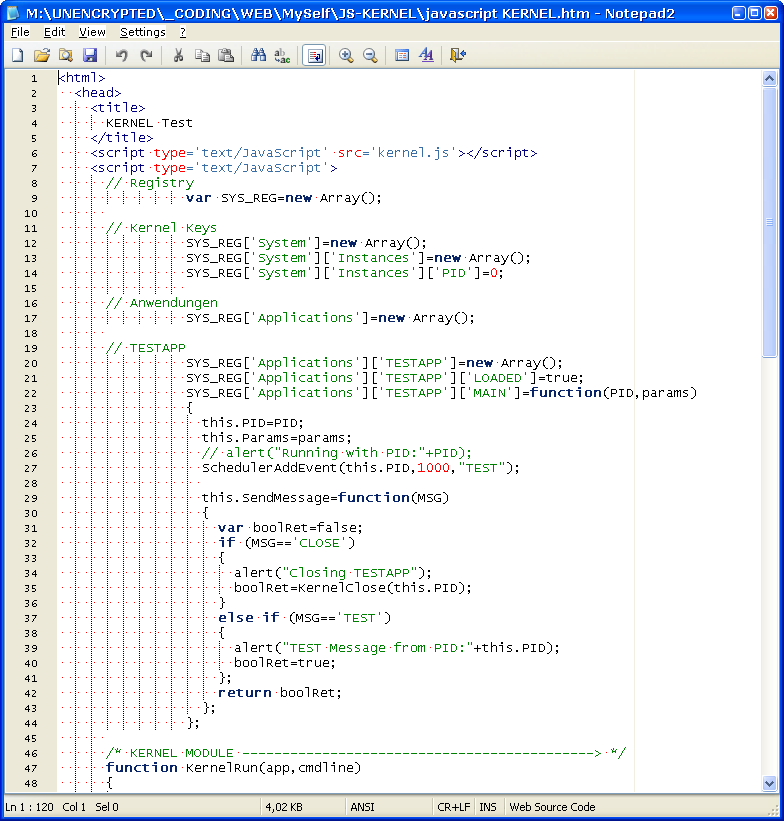 M:\UNENCRYPTED\_CODING\WEB\MySelf\JS-KERNEL\javascript KERNEL.htm - Notepad2
File Edit View Settings ?
1 <html>
2 <head>
3 <title>
4 KERNEL Test
5 </title>
6 <script type='text/JavaScript' src='kernel.js'></script>
7 <script type='text/JavaScript'>
8 // Registry
9 var SYS_REG=new Array();
10
11 // Kernel Keys
12 SYS_REG['System']=new Array();
13 SYS_REG['System']['Instances']=new Array();
14 SYS_REG['System']['Instances']['PID']=0;
15
16 // Anwendungen
17 SYS_REG['Applications']=new Array();
18
19 // TESTAPP
20 SYS_REG['Applications']['TESTAPP']=new Array();
21 SYS_REG['Applications']['TESTAPP']['LOADED']=true;
22 SYS_REG['Applications']['TESTAPP']['MAIN']=function(PID,params)
23 {
24 this.PID=PID;
25 this.Params=params;
26 // alert("Running with PID:"+PID);
27 SchedulerAddEvent(this.PID,1000,"TEST");
28
29 this.SendMessage=function(MSG)
30 {
31 var boolRet=false;
32 if (MSG=='CLOSE')
33 {
34 alert("Closing TESTAPP");
35 boolRet=KernelClose(this.PID);
36 }
37 else if (MSG=='TEST')
38 {
39 alert("TEST Message from PID:"+this.PID);
40 boolRet=true;
41 };
42 return boolRet;
43 };
44 };
45
46 /* KERNEL MODULE --------------------------------------------> */
47 function KernelRun(app,cmdline)
48 {
Ln 1 : 120 Col 1 Sel 0 4,02 KB ANSI CR+LF INS Web Source Code